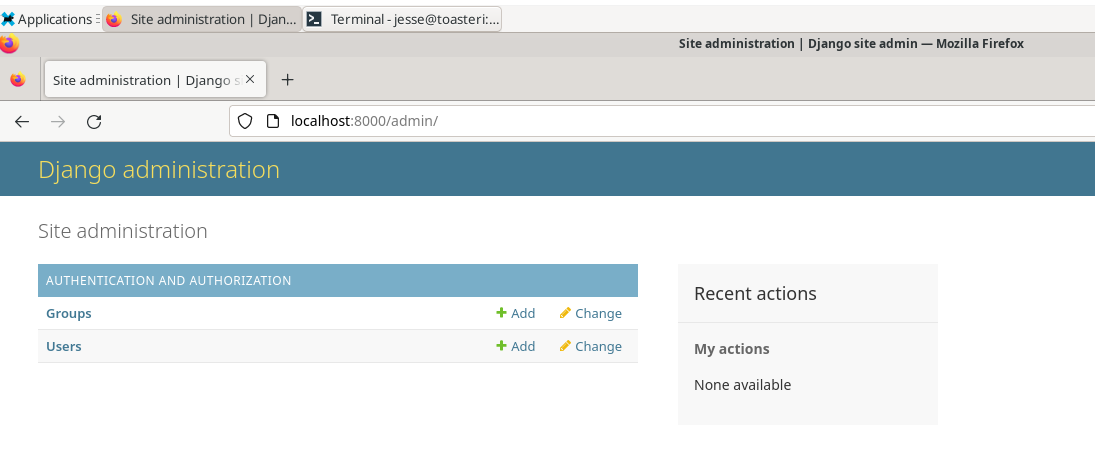 Applications
Site administration | Djan...
Terminal - jesse@toasteri:...
Site administration | Django site admin — Mozilla Firefox
Site administration | Django s
localhost:8000/admin/
Django administration
Site administration
AUTHENTICATION AND AUTHORIZATION
Groups Add Change
Users Add Change
Recent actions
My actions
None available